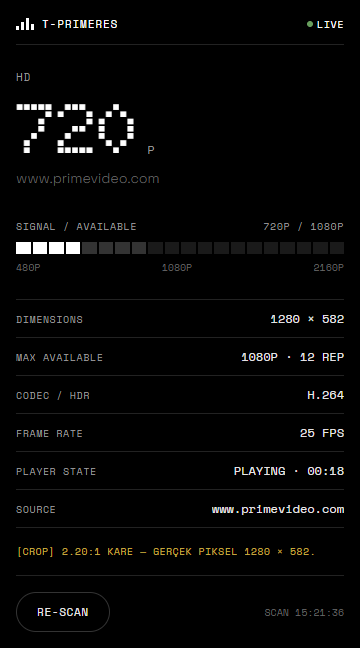 T-PRIMERES
LIVE
HD
720 P
www.primevideo.com
SIGNAL / AVAILABLE 720P / 1080P
480P 1080P 2160P
DIMENSIONS 1280 × 582
MAX AVAILABLE 1080P · 12 REP
CODEC / HDR H.264
FRAME RATE 25 FPS
PLAYER STATE PLAYING · 00:18
SOURCE www.primevideo.com
[CROP] 2.20:1 KARE — GERÇEK PIKSEL 1280 × 582.
RE-SCAN SCAN 15:21:36